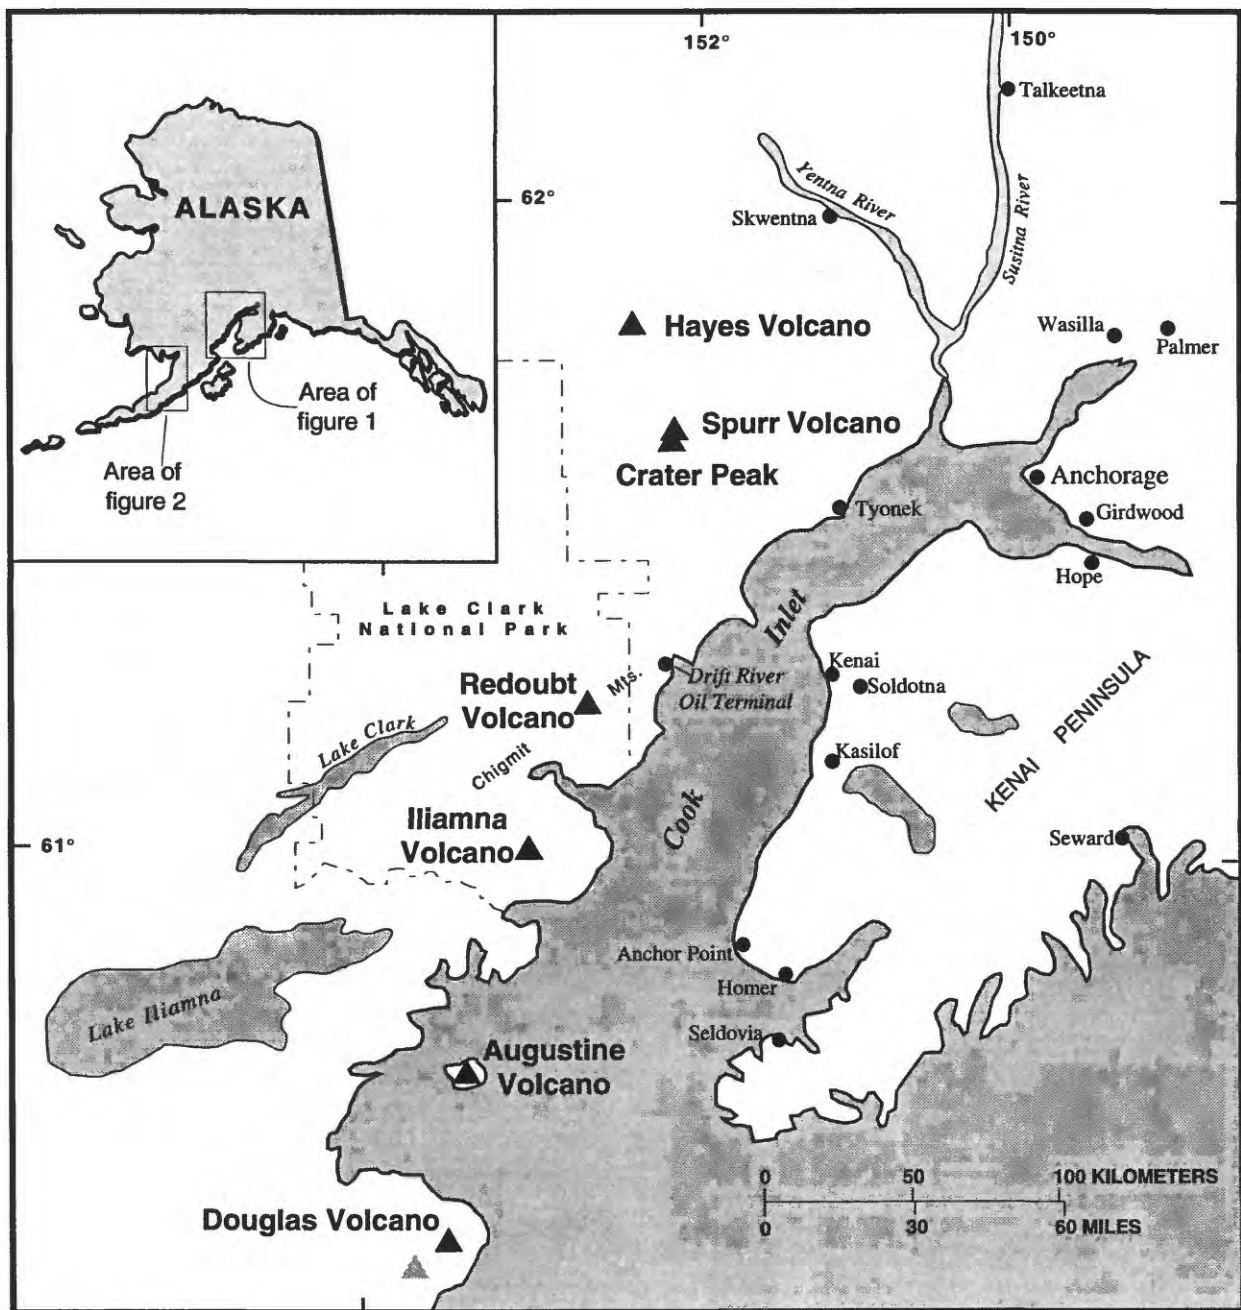 152°
150°
Talkeetna
Yentna River
Susitna River
ALASKA
62°
Skwentna
Hayes Volcano
Wasilla
Palmer
Area of
figure 1
Spurr Volcano
Area of
figure 2
Crater Peak
Anchorage
Tyonek
Girdwood
Hope
Lake Clark
National Park
Inlet
Kenai
Mts.
Drift River
Oil Terminal
Redoubt
Volcano
Soldotna
KENAI PENINSULA
Lake Clark
Chigmit
Kasilof
Cook
Iliamna
Volcano
61°
Seward
Anchor Point
Homer
Lake Iliamna
Seldovia
Augustine
Volcano
0 50 100 KILOMETERS
0 30 60 MILES
Douglas Volcano